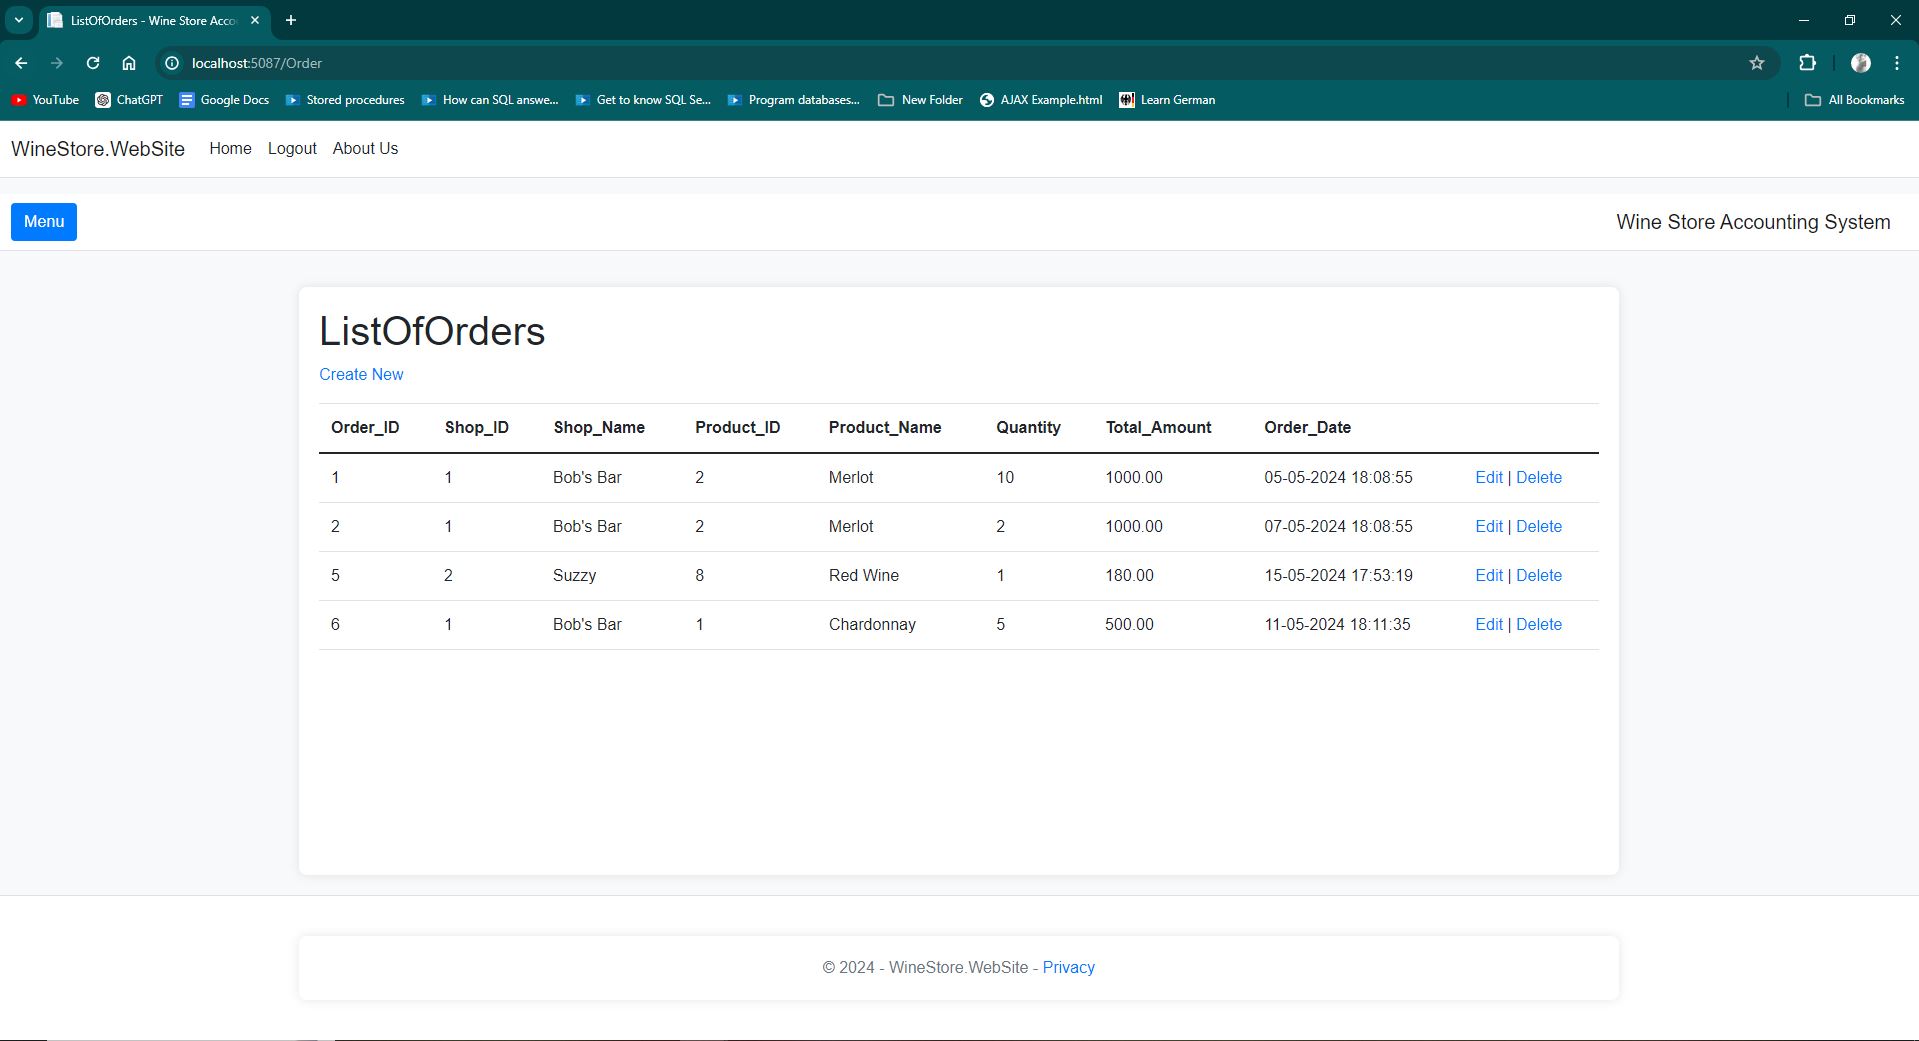 ListOfOrders - Wine Store Acco
localhost:5087/Order
YouTube ChatGPT Google Docs Stored procedures How can SQL answe... Get to know SQL Se... Program databases... New Folder AJAX Example.html Learn German All Bookmarks
WineStore.WebSite Home Logout About Us
Menu Wine Store Accounting System
ListOfOrders
Create New
Order_ID Shop_ID Shop_Name Product_ID Product_Name Quantity Total_Amount Order_Date
1 1 Bob's Bar 2 Merlot 10 1000.00 05-05-2024 18:08:55 Edit | Delete
2 1 Bob's Bar 2 Merlot 2 1000.00 07-05-2024 18:08:55 Edit | Delete
5 2 Suzzy 8 Red Wine 1 180.00 15-05-2024 17:53:19 Edit | Delete
6 1 Bob's Bar 1 Chardonnay 5 500.00 11-05-2024 18:11:35 Edit | Delete
© 2024 - WineStore.WebSite - Privacy